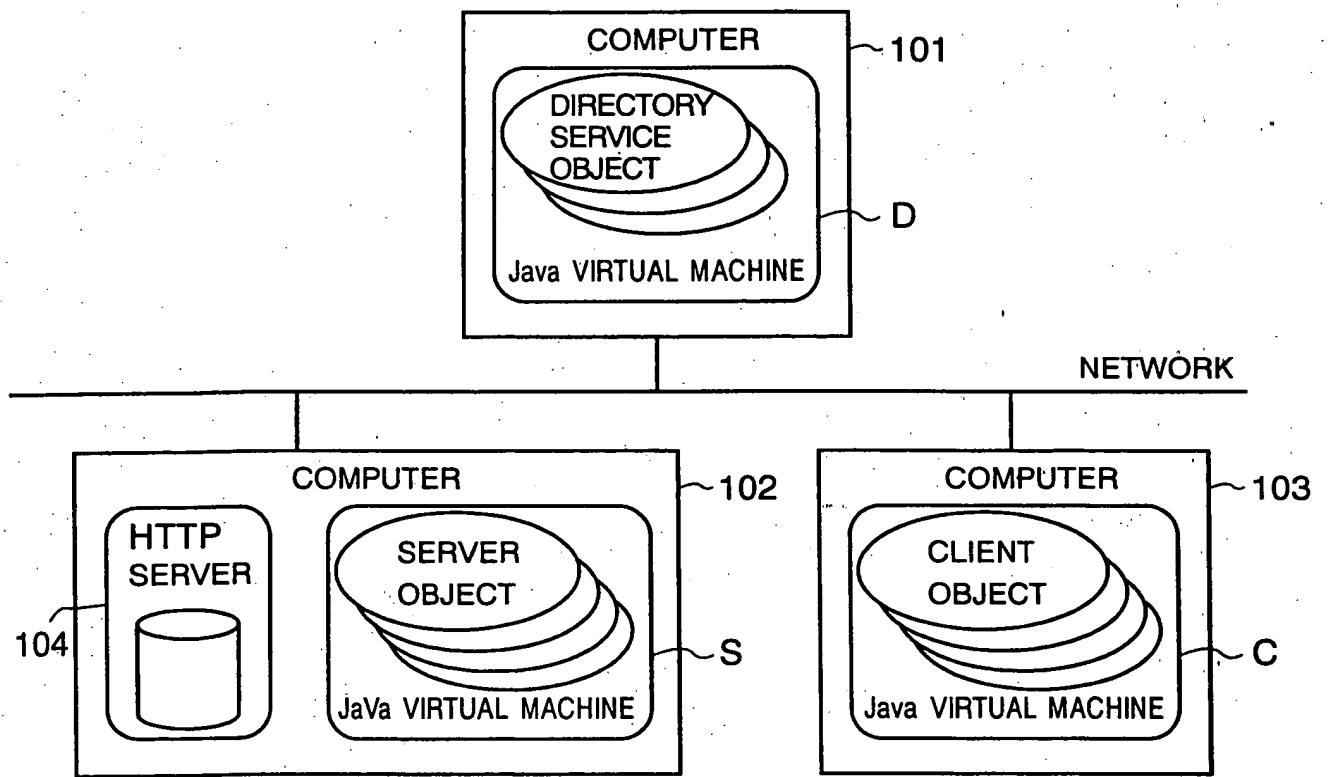 COMPUTER
101
DIRECTORY
SERVICE
OBJECT
D
Java VIRTUAL MACHINE
NETWORK
COMPUTER
102
HTTP
SERVER
104
SERVER
OBJECT
S
JaVa VIRTUAL MACHINE
COMPUTER
103
CLIENT
OBJECT
C
Java VIRTUAL MACHINE